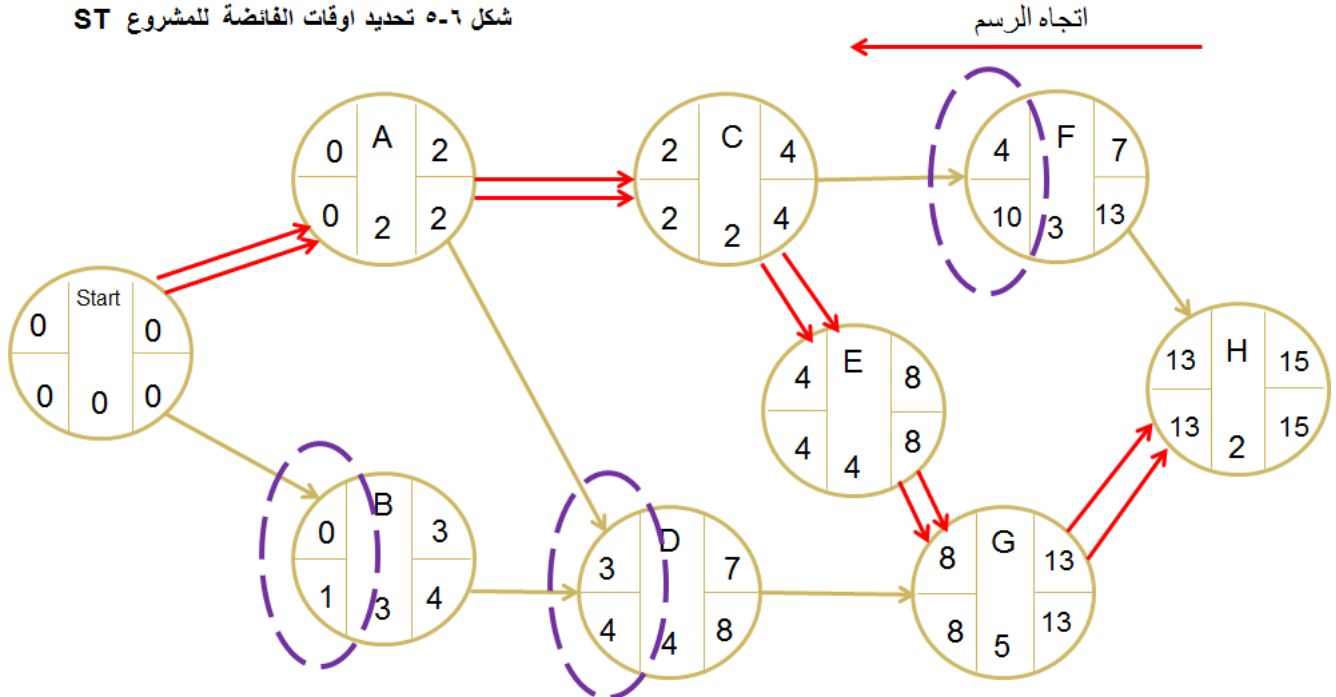 شكل ٦-٥ تحديد اوقات الفائضة للمشروع ST
اتجاه الرسم
0 A 2
0 2 2
2 C 4
2 2 4
4 F 7
10 3 13
Start
0 0
0 0 0
4 E 8
4 4 8
13 H 15
13 2 15
0 B 3
1 3 4
3 D 7
4 4 8
8 G 13
8 5 13